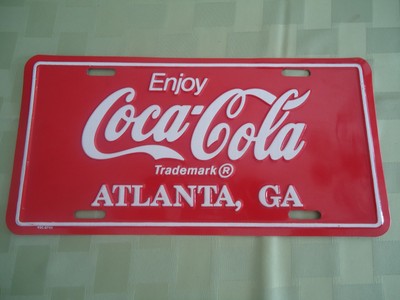 Enjoy
Coca-Cola
Trademark®
ATLANTA, GA